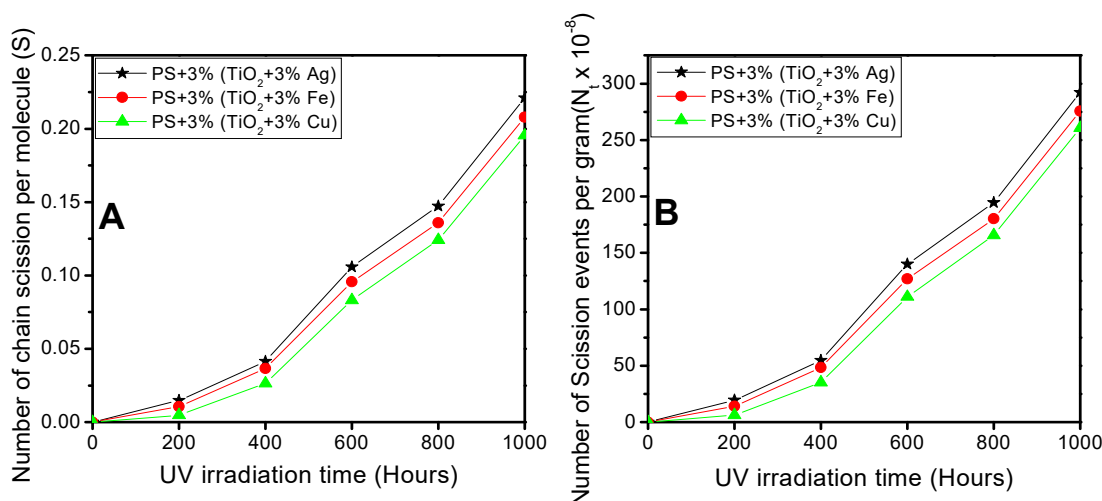 Number of chain scission per molecule (S)
0.25
0.20
0.15
0.10
0.05
0.00
PS+3% (TiO₂+3% Ag)
PS+3% (TiO₂+3% Fe)
PS+3% (TiO₂+3% Cu)
A
0 200 400 600 800 1000
UV irradiation time (Hours)
Number of Scission events per gram(Nₜ x 10⁻⁸)
300
250
200
150
100
50
0
PS+3% (TiO₂+3% Ag)
PS+3% (TiO₂+3% Fe)
PS+3% (TiO₂+3% Cu)
B
0 200 400 600 800 1000
UV irradiation time (Hours)